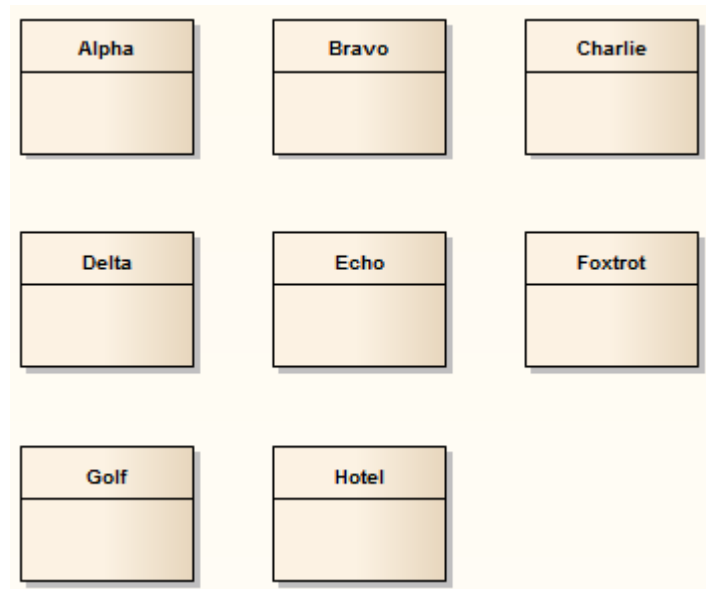 Alpha
Bravo
Charlie
Delta
Echo
Foxtrot
Golf
Hotel